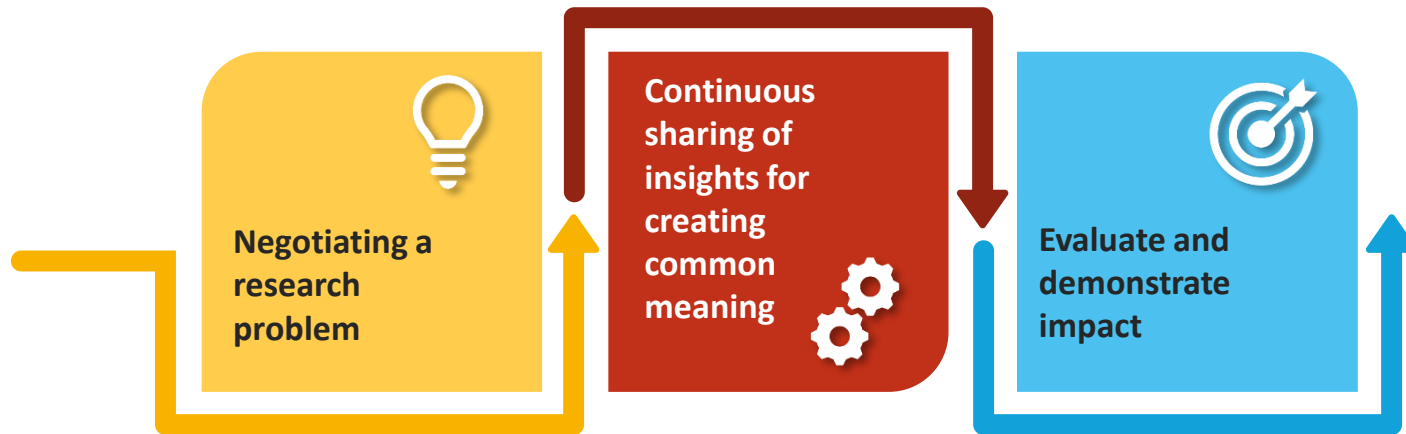 Negotiating a
research
problem
Continuous
sharing of
insights for
creating
common
meaning
Evaluate and
demonstrate
impact